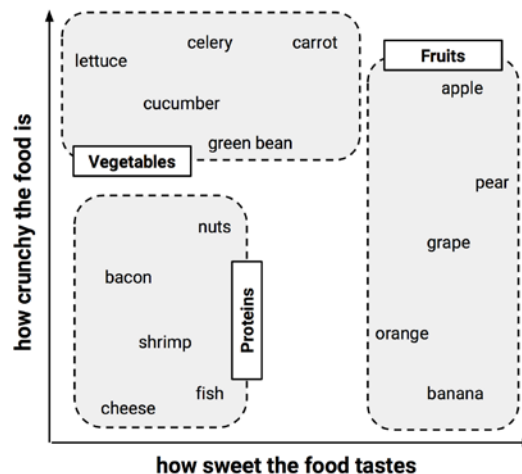 how crunchy the food is
celery
carrot
lettuce
Fruits
apple
cucumber
green bean
Vegetables
pear
nuts
grape
bacon
Proteins
orange
shrimp
fish
banana
cheese
how sweet the food tastes